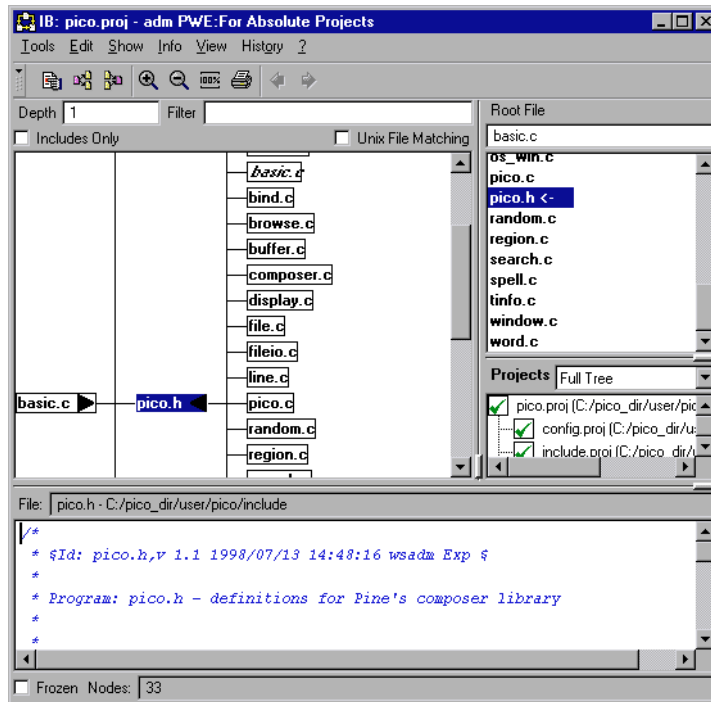 IB: pico.proj - adm PWE:For Absolute Projects
Tools Edit Show Info View History ?
100%
Depth 1 Filter
Includes Only Unix File Matching
basic.c
bind.c
browse.c
buffer.c
composer.c
display.c
file.c
fileio.c
line.c
basic.c pico.h pico.c
random.c
region.c
Root File
basic.c
os_win.c
pico.c
pico.h <-
random.c
region.c
search.c
spell.c
tinfo.c
window.c
word.c
Projects Full Tree
pico.proj (C:/pico_dir/user/pic
config.proj (C:/pico_dir/u
include.proj (C:/pico_dir/u
File: pico.h - C:/pico_dir/user/pico/include
/*
* $Id: pico.h,v 1.1 1998/07/13 14:48:16 wsadm Exp $
*
* Program: pico.h - definitions for Pine's composer library
*
*
Frozen Nodes: 33